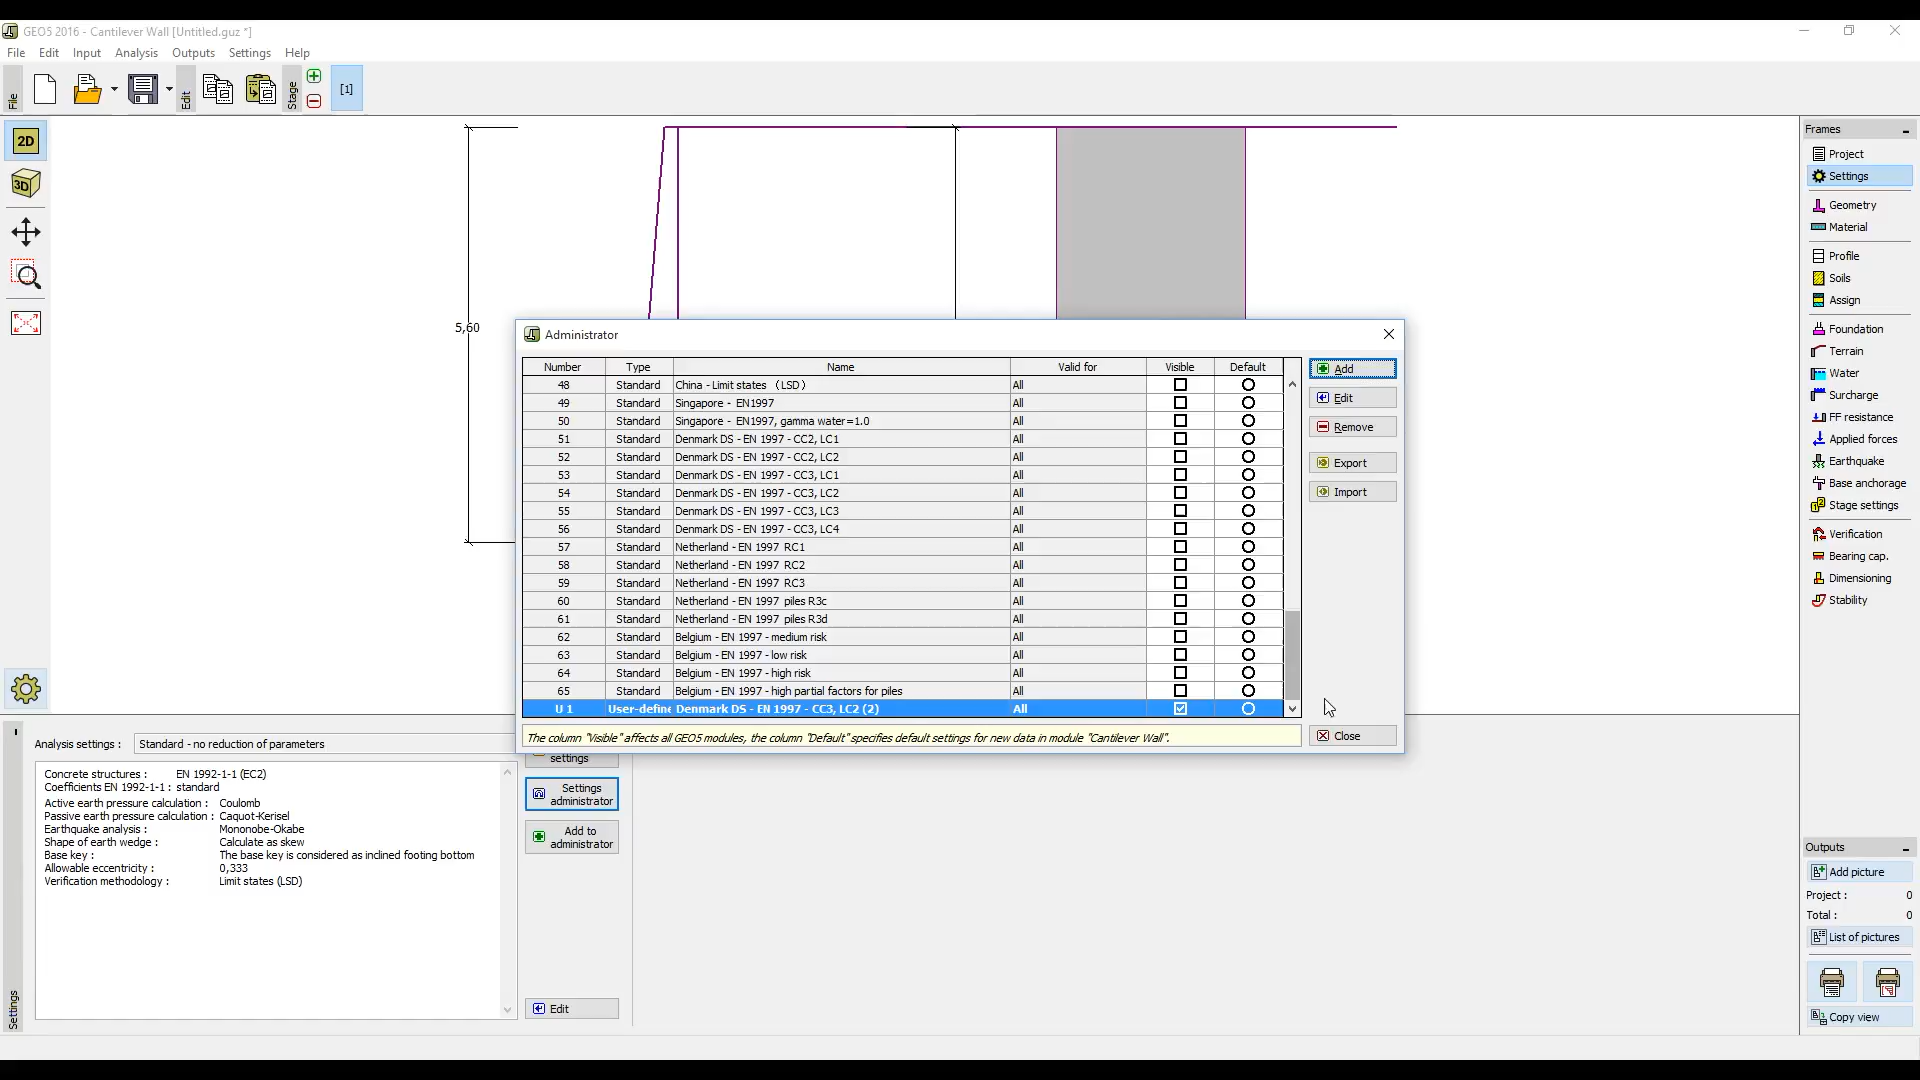 GEO5 2016 - Cantilever Wall [Untitled.guz *]
File Edit Input Analysis Outputs Settings Help
File
Edit
Stage
[1]
2D
3D
5,60
Administrator
Number Type Name Valid for Visible Default
48 Standard China - Limit states （LSD） All
49 Standard Singapore - EN1997 All
50 Standard Singapore - EN1997, gamma water=1.0 All
51 Standard Denmark DS - EN 1997 - CC2, LC1 All
52 Standard Denmark DS - EN 1997 - CC2, LC2 All
53 Standard Denmark DS - EN 1997 - CC3, LC1 All
54 Standard Denmark DS - EN 1997 - CC3, LC2 All
55 Standard Denmark DS - EN 1997 - CC3, LC3 All
56 Standard Denmark DS - EN 1997 - CC3, LC4 All
57 Standard Netherland - EN 1997 RC1 All
58 Standard Netherland - EN 1997 RC2 All
59 Standard Netherland - EN 1997 RC3 All
60 Standard Netherland - EN 1997 piles R3c All
61 Standard Netherland - EN 1997 piles R3d All
62 Standard Belgium - EN 1997 - medium risk All
63 Standard Belgium - EN 1997 - low risk All
64 Standard Belgium - EN 1997 - high risk All
65 Standard Belgium - EN 1997 - high partial factors for piles All
U 1 User-define Denmark DS - EN 1997 - CC3, LC2 (2) All
The column "Visible" affects all GEO5 modules, the column "Default" specifies default settings for new data in module "Cantilever Wall".
Add
Edit
Remove
Export
Import
Close
Analysis settings : Standard - no reduction of parameters
Concrete structures : EN 1992-1-1 (EC2)
Coefficients EN 1992-1-1 : standard
Active earth pressure calculation : Coulomb
Passive earth pressure calculation : Caquot-Kerisel
Earthquake analysis : Mononobe-Okabe
Shape of earth wedge : Calculate as skew
Base key : The base key is considered as inclined footing bottom
Allowable eccentricity : 0,333
Verification methodology : Limit states (LSD)
Settings
settings
Settings
administrator
Add to
administrator
Edit
Frames
Project
Settings
Geometry
Material
Profile
Soils
Assign
Foundation
Terrain
Water
Surcharge
FF resistance
Applied forces
Earthquake
Base anchorage
Stage settings
Verification
Bearing cap.
Dimensioning
Stability
Outputs
Add picture
Project : 0
Total : 0
List of pictures
Copy view